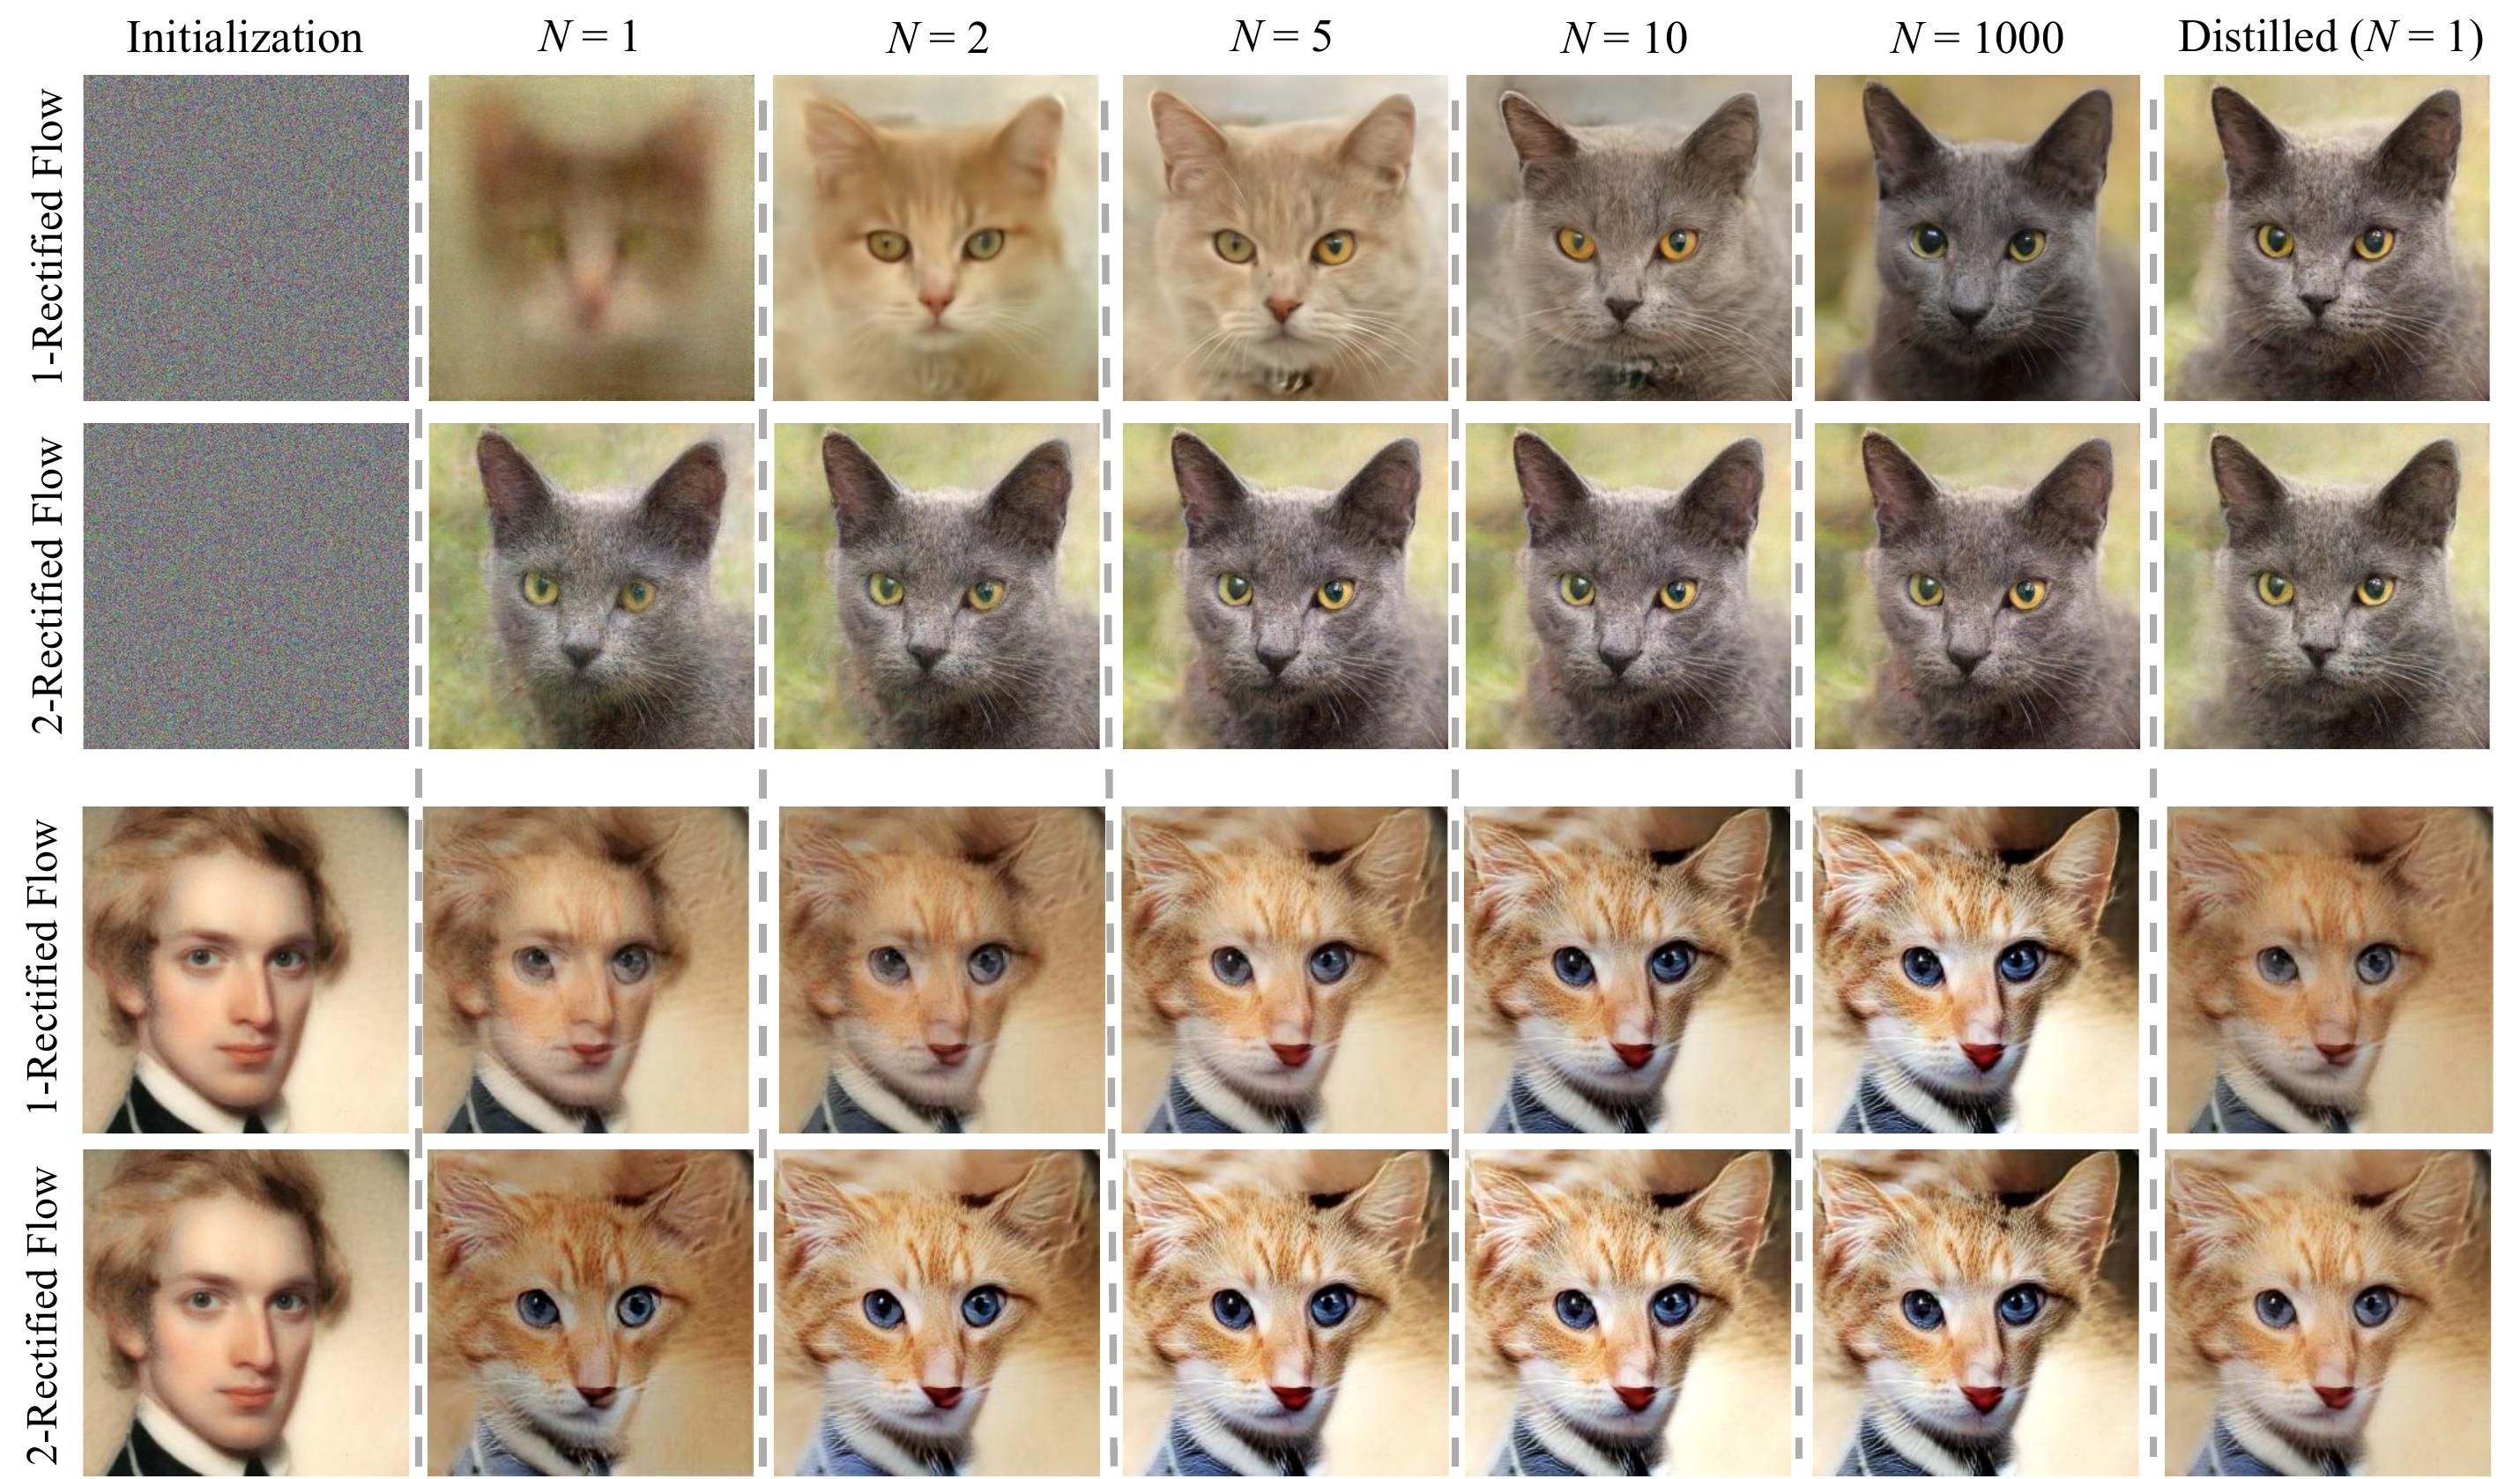 Initialization N = 1 N = 2 N = 5 N = 10 N = 1000 Distilled (N = 1)
1-Rectified Flow
2-Rectified Flow
1-Rectified Flow
2-Rectified Flow